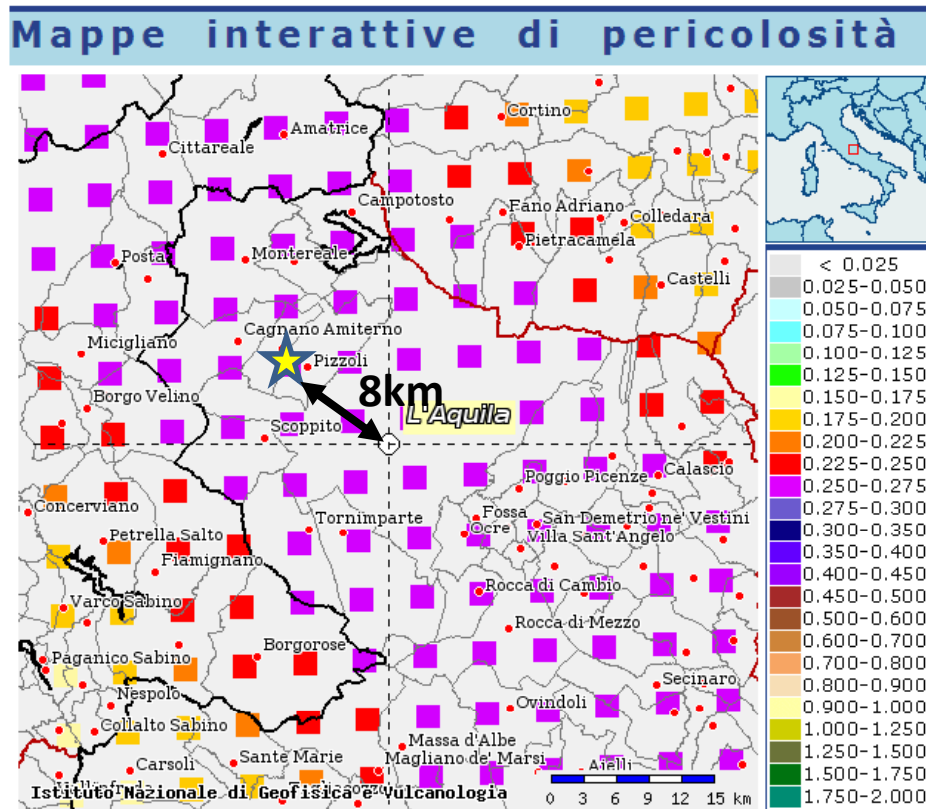 Mappe interattive di pericolosità
Cortino
Amatrice
Cittareale
Campotosto
Fano Adriano
Colledara
Pietracamela
Posta
Montereale
Castelli
Cagnano Amiterno
Micigliano
Pizzoli
8km
Borgo Velino
L'Aquila
Scoppito
Poggio Picenze
Calascio
Concerviano
Tornimparte
Fossa
San Demetrio ne' Vestini
Ocre
Villa Sant'Angelo
Petrella Salto
Fiamignano
Rocca di Cambio
Varco Sabino
Rocca di Mezzo
Borgorose
Paganico Sabino
Secinaro
Nespolo
Ovindoli
Collalto Sabino
Massa d'Albe
Sante Marie
Magliano de' Marsi
Carsoli
Aielli
Istituto Nazionale di Geofisica e Vulcanologia
0 3 6 9 12 15 km
< 0.025
0.025-0.050
0.050-0.075
0.075-0.100
0.100-0.125
0.125-0.150
0.150-0.175
0.175-0.200
0.200-0.225
0.225-0.250
0.250-0.275
0.275-0.300
0.300-0.350
0.350-0.400
0.400-0.450
0.450-0.500
0.500-0.600
0.600-0.700
0.700-0.800
0.800-0.900
0.900-1.000
1.000-1.250
1.250-1.500
1.500-1.750
1.750-2.000